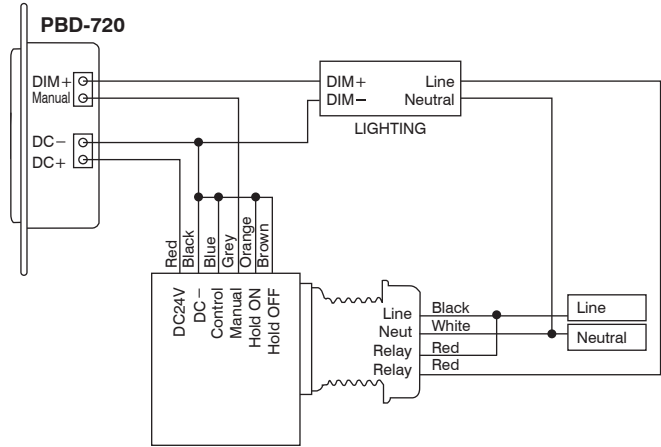 PBD-720
DIM+
Manual
DC−
DC+
DIM+ Line
DIM− Neutral
LIGHTING
Red
Black
Blue
Grey
Orange
Brown
DC24V
DC−
Control
Manual
Hold ON
Hold OFF
Line Black Line
Neut White Neutral
Relay Red
Relay Red